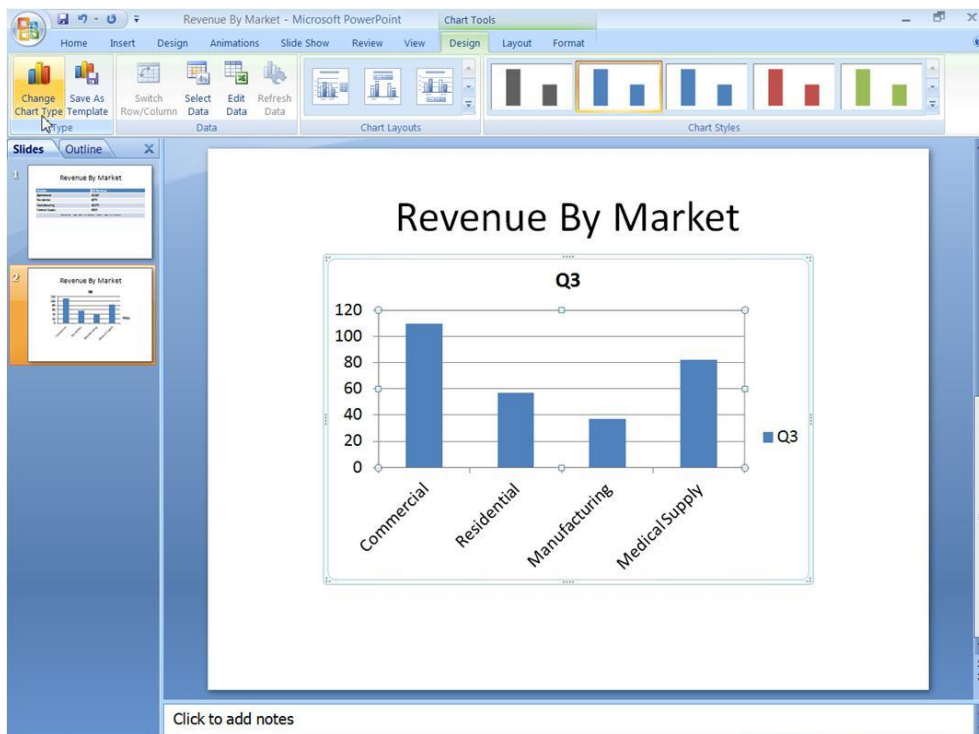 Revenue By Market - Microsoft PowerPoint
Chart Tools
Home Insert Design Animations Slide Show Review View Design Layout Format
Change Chart Type
Save As Template
Switch Row/Column
Select Data
Edit Data
Refresh Data
Type
Data
Chart Layouts
Chart Styles
Slides Outline X
1
Revenue By Market
2
Revenue By Market
Revenue By Market
Q3
120
100
80
60
40
20
0
Q3
Commercial
Residential
Manufacturing
Medical Supply
Click to add notes